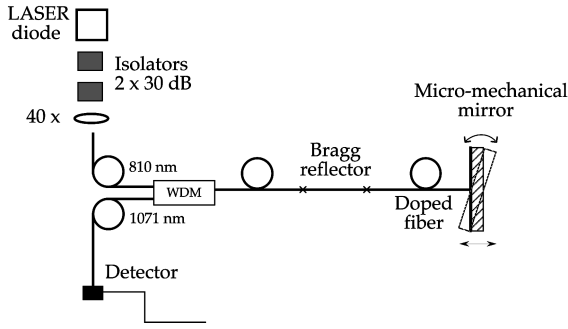 LASER
diode
Isolators
2 x 30 dB
40 x
Micro-mechanical
mirror
810 nm
Bragg
reflector
WDM
1071 nm
Doped
fiber
Detector